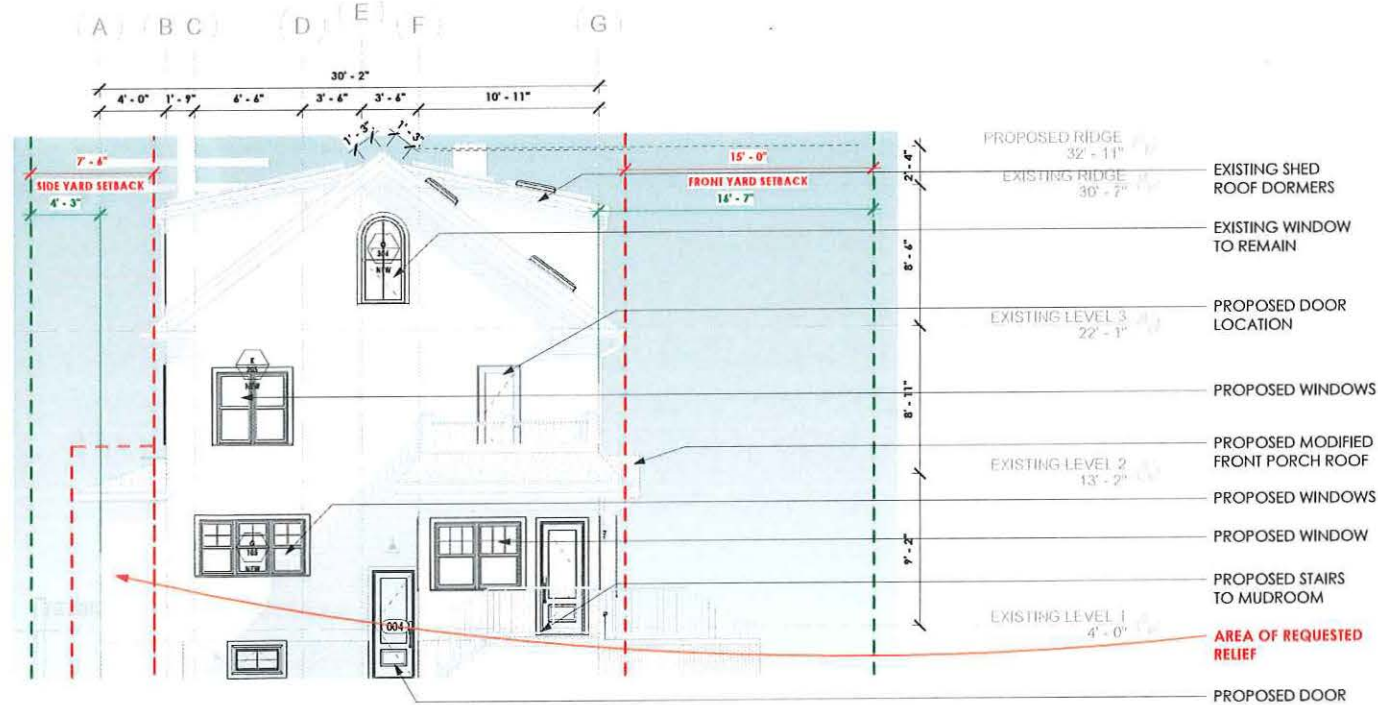 A B C D E F G
30' - 2"
4' - 0" 1' - 9" 6' - 6" 3' - 6" 3' - 6" 10' - 11"
1' - 3"
7' - 6"
SIDE YARD SETBACK
4' - 3"
15' - 0"
FRONT YARD SETBACK
16' - 7"
PROPOSED RIDGE
32' - 11"
2' - 4"
EXISTING RIDGE
30' - 7"
8' - 6"
EXISTING LEVEL 3
22' - 1"
8' - 11"
EXISTING LEVEL 2
13' - 2"
9' - 2"
EXISTING LEVEL 1
4' - 0"
NEW
NEW
NEW
004
EXISTING SHED
ROOF DORMERS
EXISTING WINDOW
TO REMAIN
PROPOSED DOOR
LOCATION
PROPOSED WINDOWS
PROPOSED MODIFIED
FRONT PORCH ROOF
PROPOSED WINDOWS
PROPOSED WINDOW
PROPOSED STAIRS
TO MUDROOM
AREA OF REQUESTED
RELIEF
PROPOSED DOOR